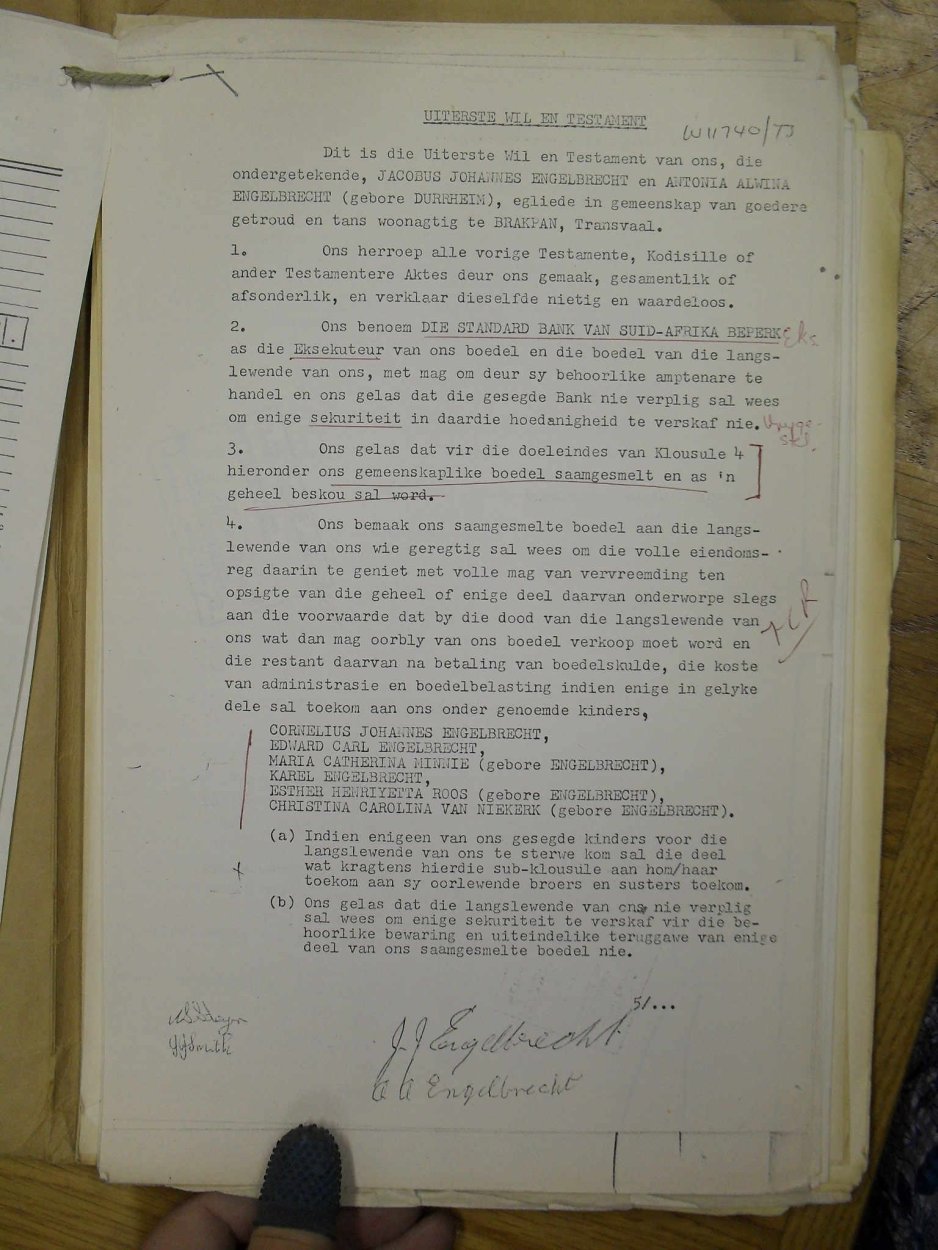 UITERSTE WIL EN TESTAMENT
W11740/73
Dit is die Uiterste Wil en Testament van ons, die
ondergetekende, JACOBUS JOHANNES ENGELBRECHT en ANTONIA ALWINA
ENGELBRECHT (gebore DURRHEIM), egliede in gemeenskap van goedere
getroud en tans woonagtig te BRAKPAN, Transvaal.
1. Ons herroep alle vorige Testamente, Kodisille of
ander Testamentere Aktes deur ons gemaak, gesamentlik of
afsonderlik, en verklaar dieselfde nietig en waardeloos.
2. Ons benoem DIE STANDARD BANK VAN SUID-AFRIKA BEPERK Eks.
as die Eksekuteur van ons boedel en die boedel van die langs-
lewende van ons, met mag om deur sy behoorlike amptenare te
handel en ons gelas dat die gesegde Bank nie verplig sal wees
om enige sekuriteit in daardie hoedanigheid te verskaf nie. Vryge-
stel.
3. Ons gelas dat vir die doeleindes van Klousule 4
hieronder ons gemeenskaplike boedel saamgesmelt en as 'n
geheel beskou sal word.
4. Ons bemaak ons saamgesmelte boedel aan die langs-
lewende van ons wie geregtig sal wees om die volle eiendoms-
reg daarin te geniet met volle mag van vervreemding ten
opsigte van die geheel of enige deel daarvan onderworpe slegs
aan die voorwaarde dat by die dood van die langslewende van
ons wat dan mag oorbly van ons boedel verkoop moet word en
die restant daarvan na betaling van boedelskulde, die koste
van administrasie en boedelbelasting indien enige in gelyke
dele sal toekom aan ons onder genoemde kinders,
CORNELIUS JOHANNES ENGELBRECHT,
EDWARD CARL ENGELBRECHT,
MARIA CATHERINA MINNIE (gebore ENGELBRECHT),
KAREL ENGELBRECHT,
ESTHER HENRIYETTA ROOS (gebore ENGELBRECHT),
CHRISTINA CAROLINA VAN NIEKERK (gebore ENGELBRECHT).
(a) Indien enigeen van ons gesegde kinders voor die
langslewende van ons te sterwe kom sal die deel
wat kragtens hierdie sub-klousule aan hom/haar
toekom aan sy oorlewende broers en susters toekom.
(b) Ons gelas dat die langslewende van ons nie verplig
sal wees om enige sekuriteit te verskaf vir die be-
hoorlike bewaring en uiteindelike teruggawe van enige
deel van ons saamgesmelte boedel nie.
5/...
J J Engelbrecht
JJSmith
A A Engelbrecht